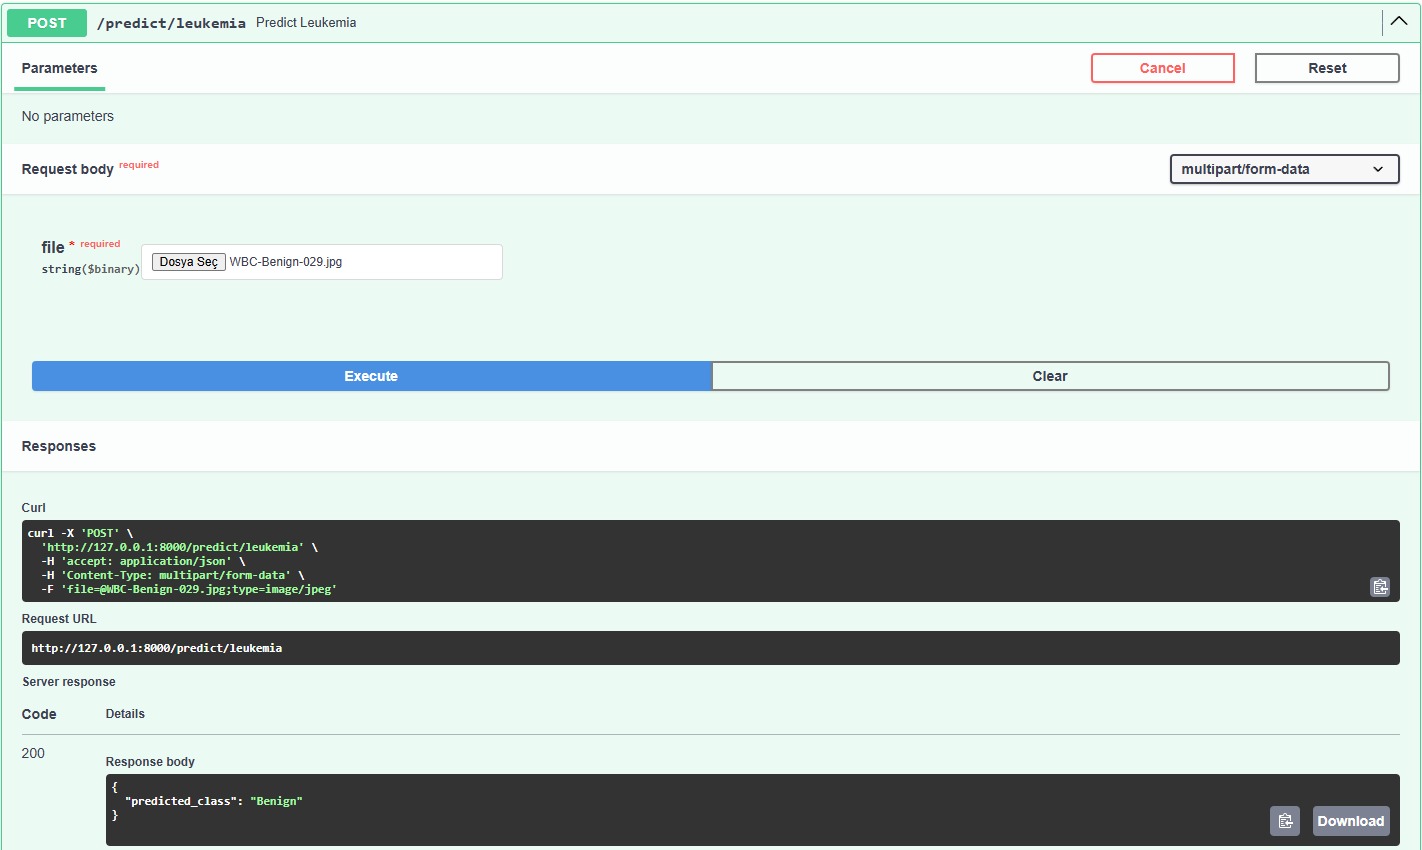 POST /predict/leukemia Predict Leukemia
Parameters
Cancel
Reset
No parameters
Request body required
multipart/form-data
file * required
string($binary)
Dosya Seç WBC-Benign-029.jpg
Execute
Clear
Responses
Curl
curl -X 'POST' \
'http://127.0.0.1:8000/predict/leukemia' \
-H 'accept: application/json' \
-H 'Content-Type: multipart/form-data' \
-F 'file=@WBC-Benign-029.jpg;type=image/jpeg'
Request URL
http://127.0.0.1:8000/predict/leukemia
Server response
Code Details
200
Response body
{
"predicted_class": "Benign"
}
Download